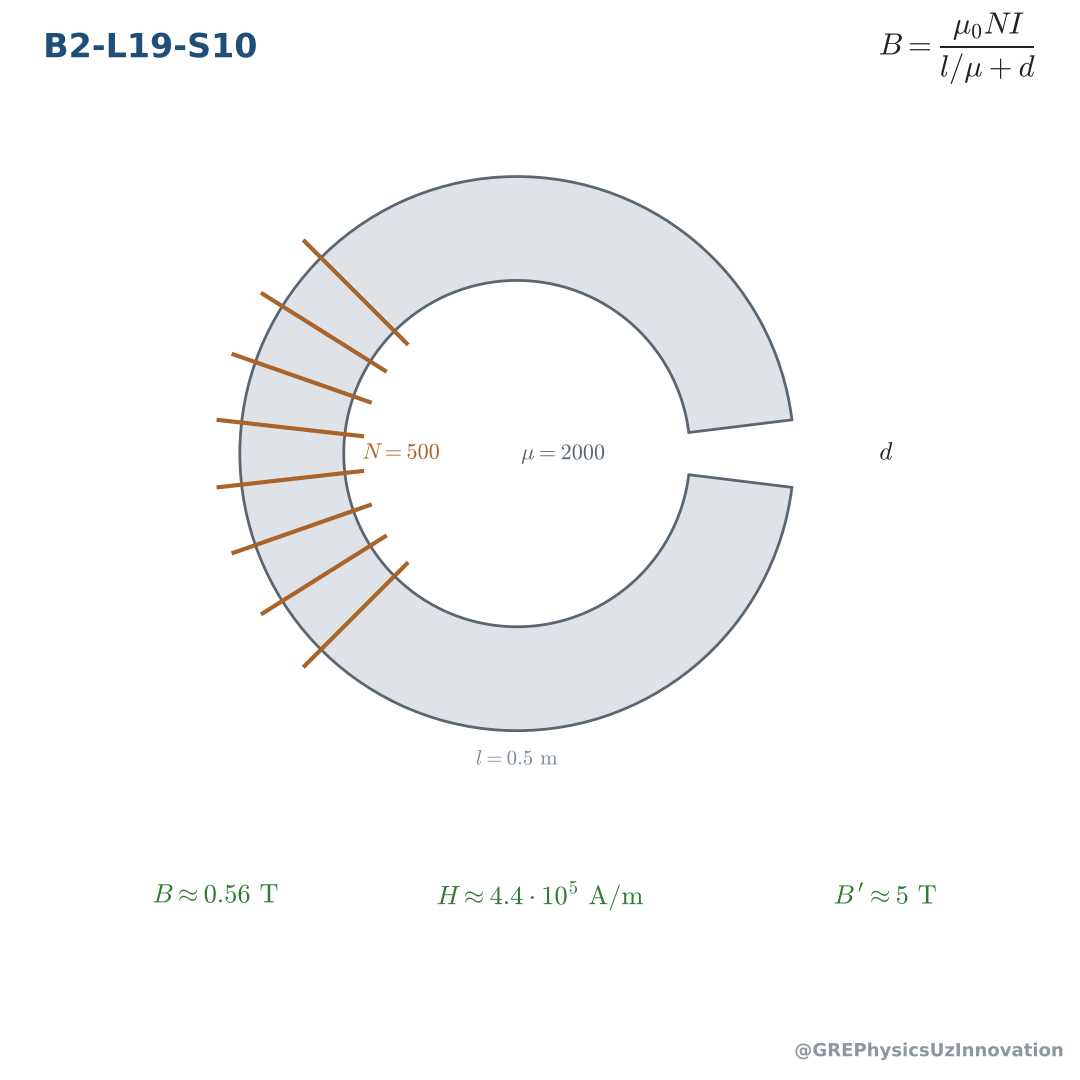 B2-L19-S10
B = μ₀NI / (l/μ + d)
N = 500
μ = 2000
d
l = 0.5 m
B ≈ 0.56 T
H ≈ 4.4 · 10⁵ A/m
B′ ≈ 5 T
@GREPhysicsUzInnovation